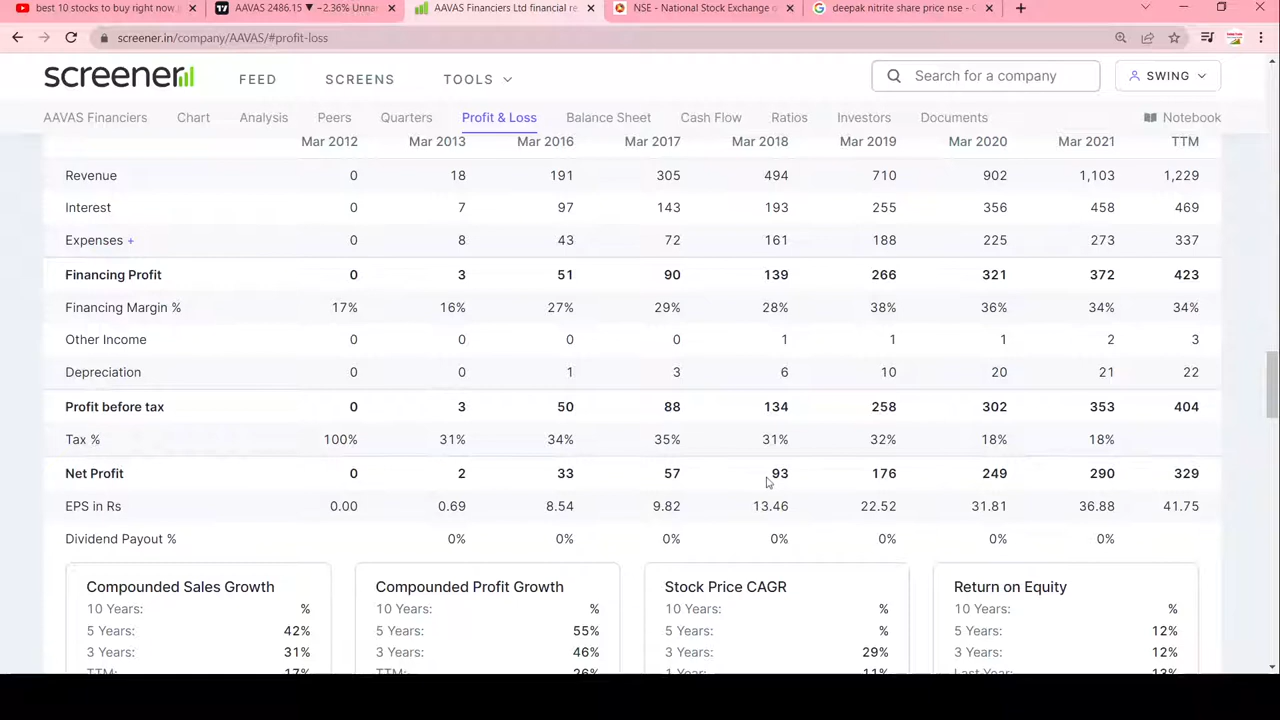 best 10 stocks to buy right now
AAVAS 2486.15 ▼ −2.36% Unna
AAVAS Financiers Ltd financial re
NSE - National Stock Exchange o
deepak nitrite share price nse - G
screener.in/company/AAVAS/#profit-loss
screener
FEED
SCREENS
TOOLS
Search for a company
SWING
AAVAS Financiers
Chart
Analysis
Peers
Quarters
Profit & Loss
Balance Sheet
Cash Flow
Ratios
Investors
Documents
Notebook
Mar 2012 Mar 2013 Mar 2016 Mar 2017 Mar 2018 Mar 2019 Mar 2020 Mar 2021 TTM
Revenue 0 18 191 305 494 710 902 1,103 1,229
Interest 0 7 97 143 193 255 356 458 469
Expenses + 0 8 43 72 161 188 225 273 337
Financing Profit 0 3 51 90 139 266 321 372 423
Financing Margin % 17% 16% 27% 29% 28% 38% 36% 34% 34%
Other Income 0 0 0 0 1 1 1 2 3
Depreciation 0 0 1 3 6 10 20 21 22
Profit before tax 0 3 50 88 134 258 302 353 404
Tax % 100% 31% 34% 35% 31% 32% 18% 18%
Net Profit 0 2 33 57 93 176 249 290 329
EPS in Rs 0.00 0.69 8.54 9.82 13.46 22.52 31.81 36.88 41.75
Dividend Payout % 0% 0% 0% 0% 0% 0% 0%
Compounded Sales Growth
10 Years: %
5 Years: 42%
3 Years: 31%
TTM: 17%
Compounded Profit Growth
10 Years: %
5 Years: 55%
3 Years: 46%
TTM: 26%
Stock Price CAGR
10 Years: %
5 Years: %
3 Years: 29%
1 Year: 11%
Return on Equity
10 Years: %
5 Years: 12%
3 Years: 12%
Last Year: 13%